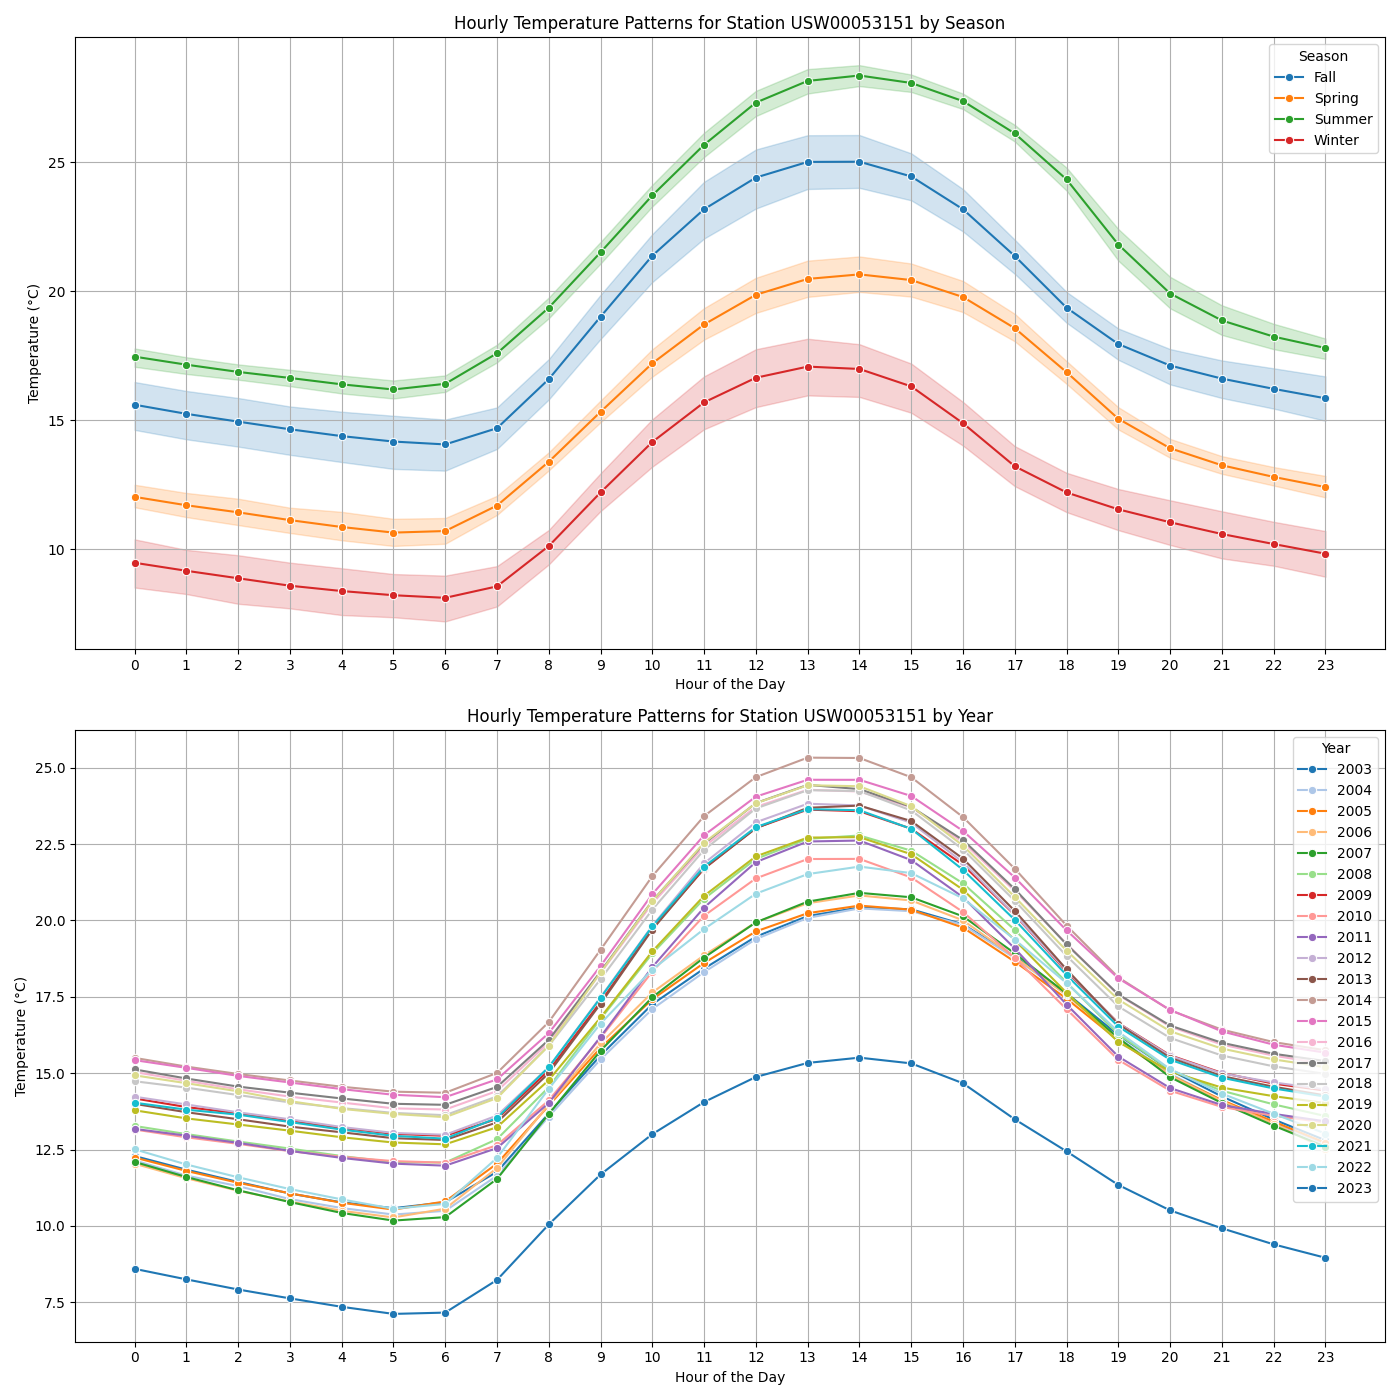 Hourly Temperature Patterns for Station USW00053151 by Season
Season
Fall
Spring
Summer
Winter
Temperature (°C)
25
20
15
10
0 1 2 3 4 5 6 7 8 9 10 11 12 13 14 15 16 17 18 19 20 21 22 23
Hour of the Day
Hourly Temperature Patterns for Station USW00053151 by Year
Year
2003
2004
2005
2006
2007
2008
2009
2010
2011
2012
2013
2014
2015
2016
2017
2018
2019
2020
2021
2022
2023
Temperature (°C)
25.0
22.5
20.0
17.5
15.0
12.5
10.0
7.5
0 1 2 3 4 5 6 7 8 9 10 11 12 13 14 15 16 17 18 19 20 21 22 23
Hour of the Day